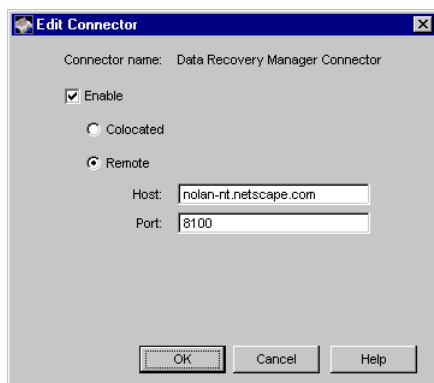 Edit Connector
Connector name: Data Recovery Manager Connector
Enable
Colocated
Remote
Host: nolan-nt.netscape.com
Port: 8100
OK Cancel Help